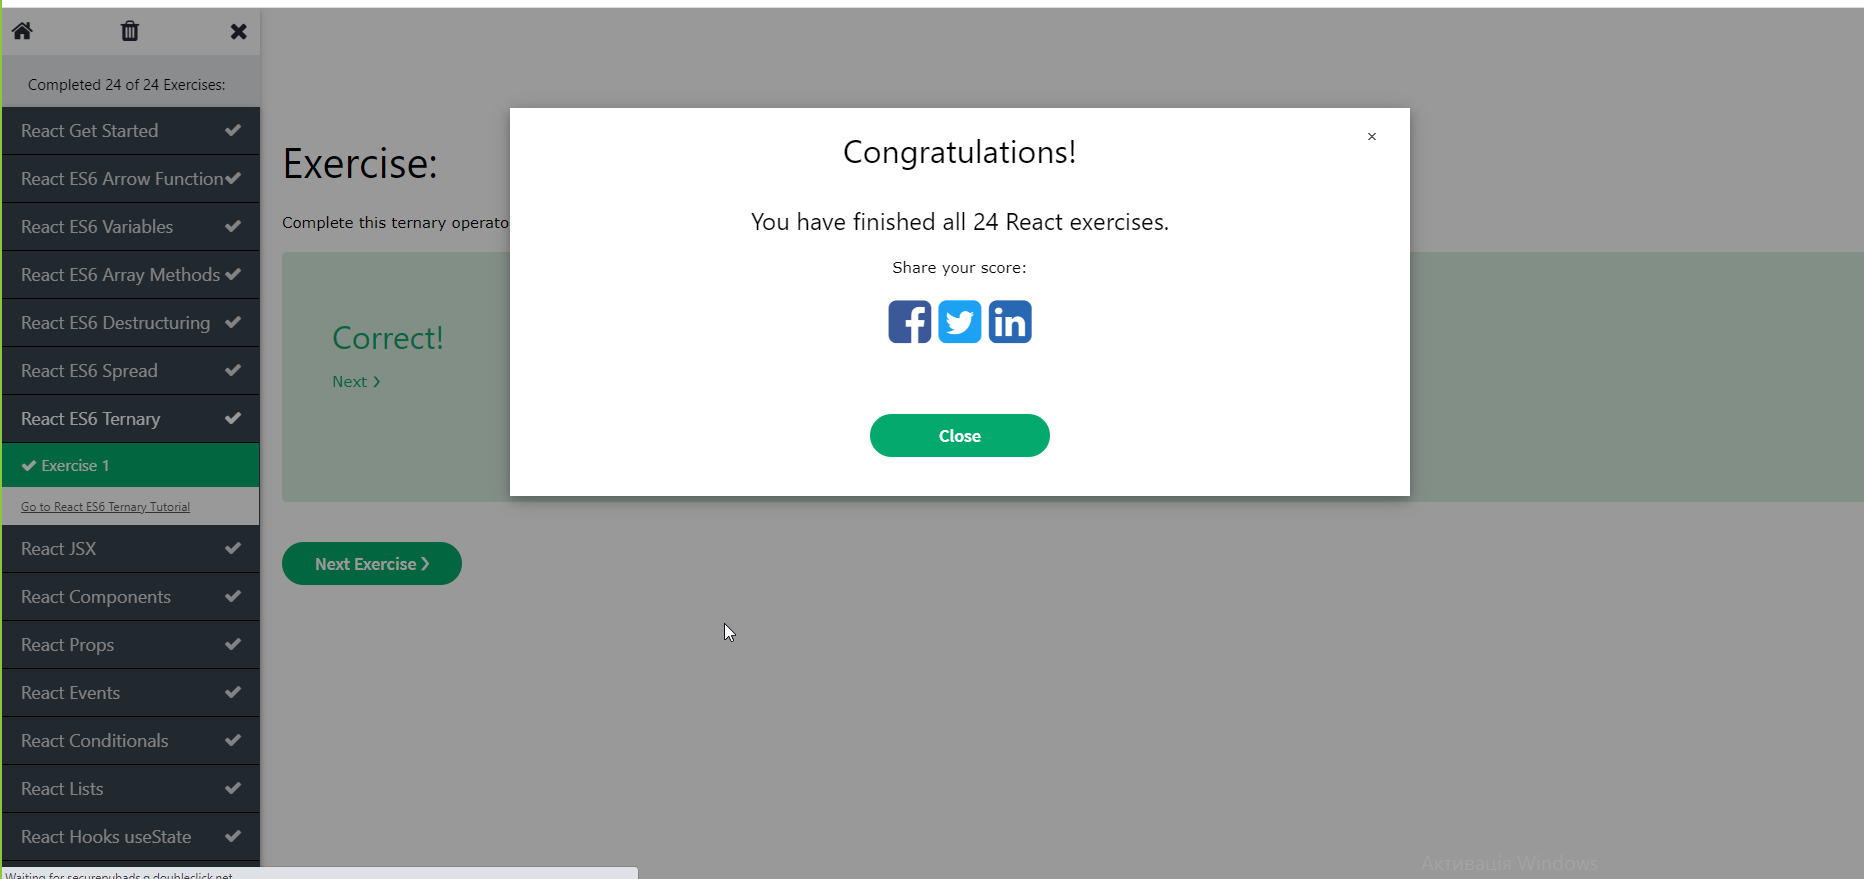 Completed 24 of 24 Exercises:
React Get Started
React ES6 Arrow Function
React ES6 Variables
React ES6 Array Methods
React ES6 Destructuring
React ES6 Spread
React ES6 Ternary
Exercise 1
Go to React ES6 Ternary Tutorial
React JSX
React Components
React Props
React Events
React Conditionals
React Lists
React Hooks useState
Waiting for securepubads.g.doubleclick.net
Exercise:
Complete this ternary operato
Correct!
Next ❯
Next Exercise ❯
×
Congratulations!
You have finished all 24 React exercises.
Share your score:
Close
Активація Windows